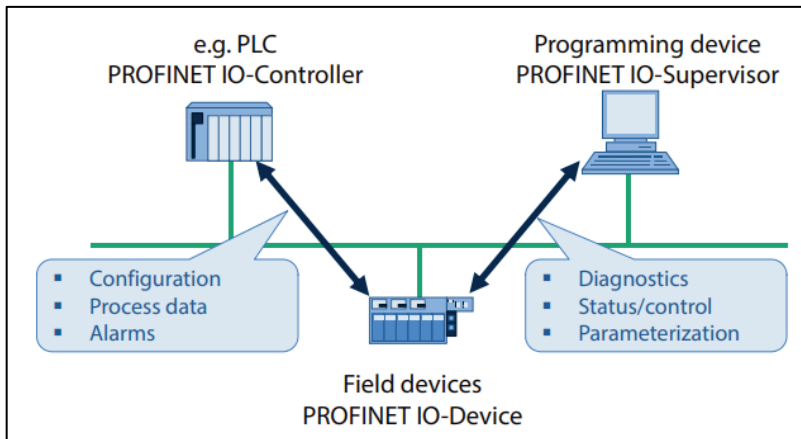 e.g. PLC
PROFINET IO-Controller
Programming device
PROFINET IO-Supervisor
▪ Configuration
▪ Process data
▪ Alarms
▪ Diagnostics
▪ Status/control
▪ Parameterization
Field devices
PROFINET IO-Device